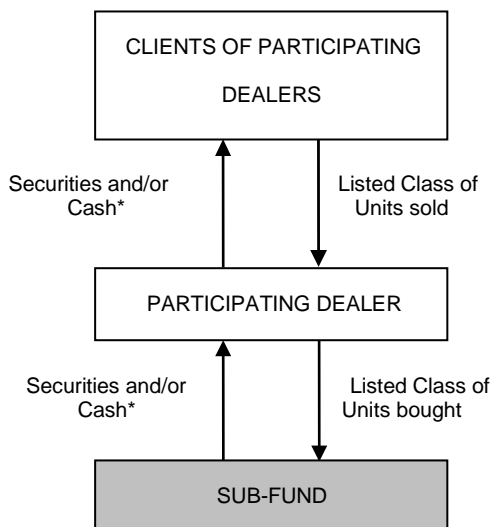 CLIENTS OF PARTICIPATING
DEALERS
Securities and/or
Cash*
Listed Class of
Units sold
PARTICIPATING DEALER
Securities and/or
Cash*
Listed Class of
Units bought
SUB-FUND